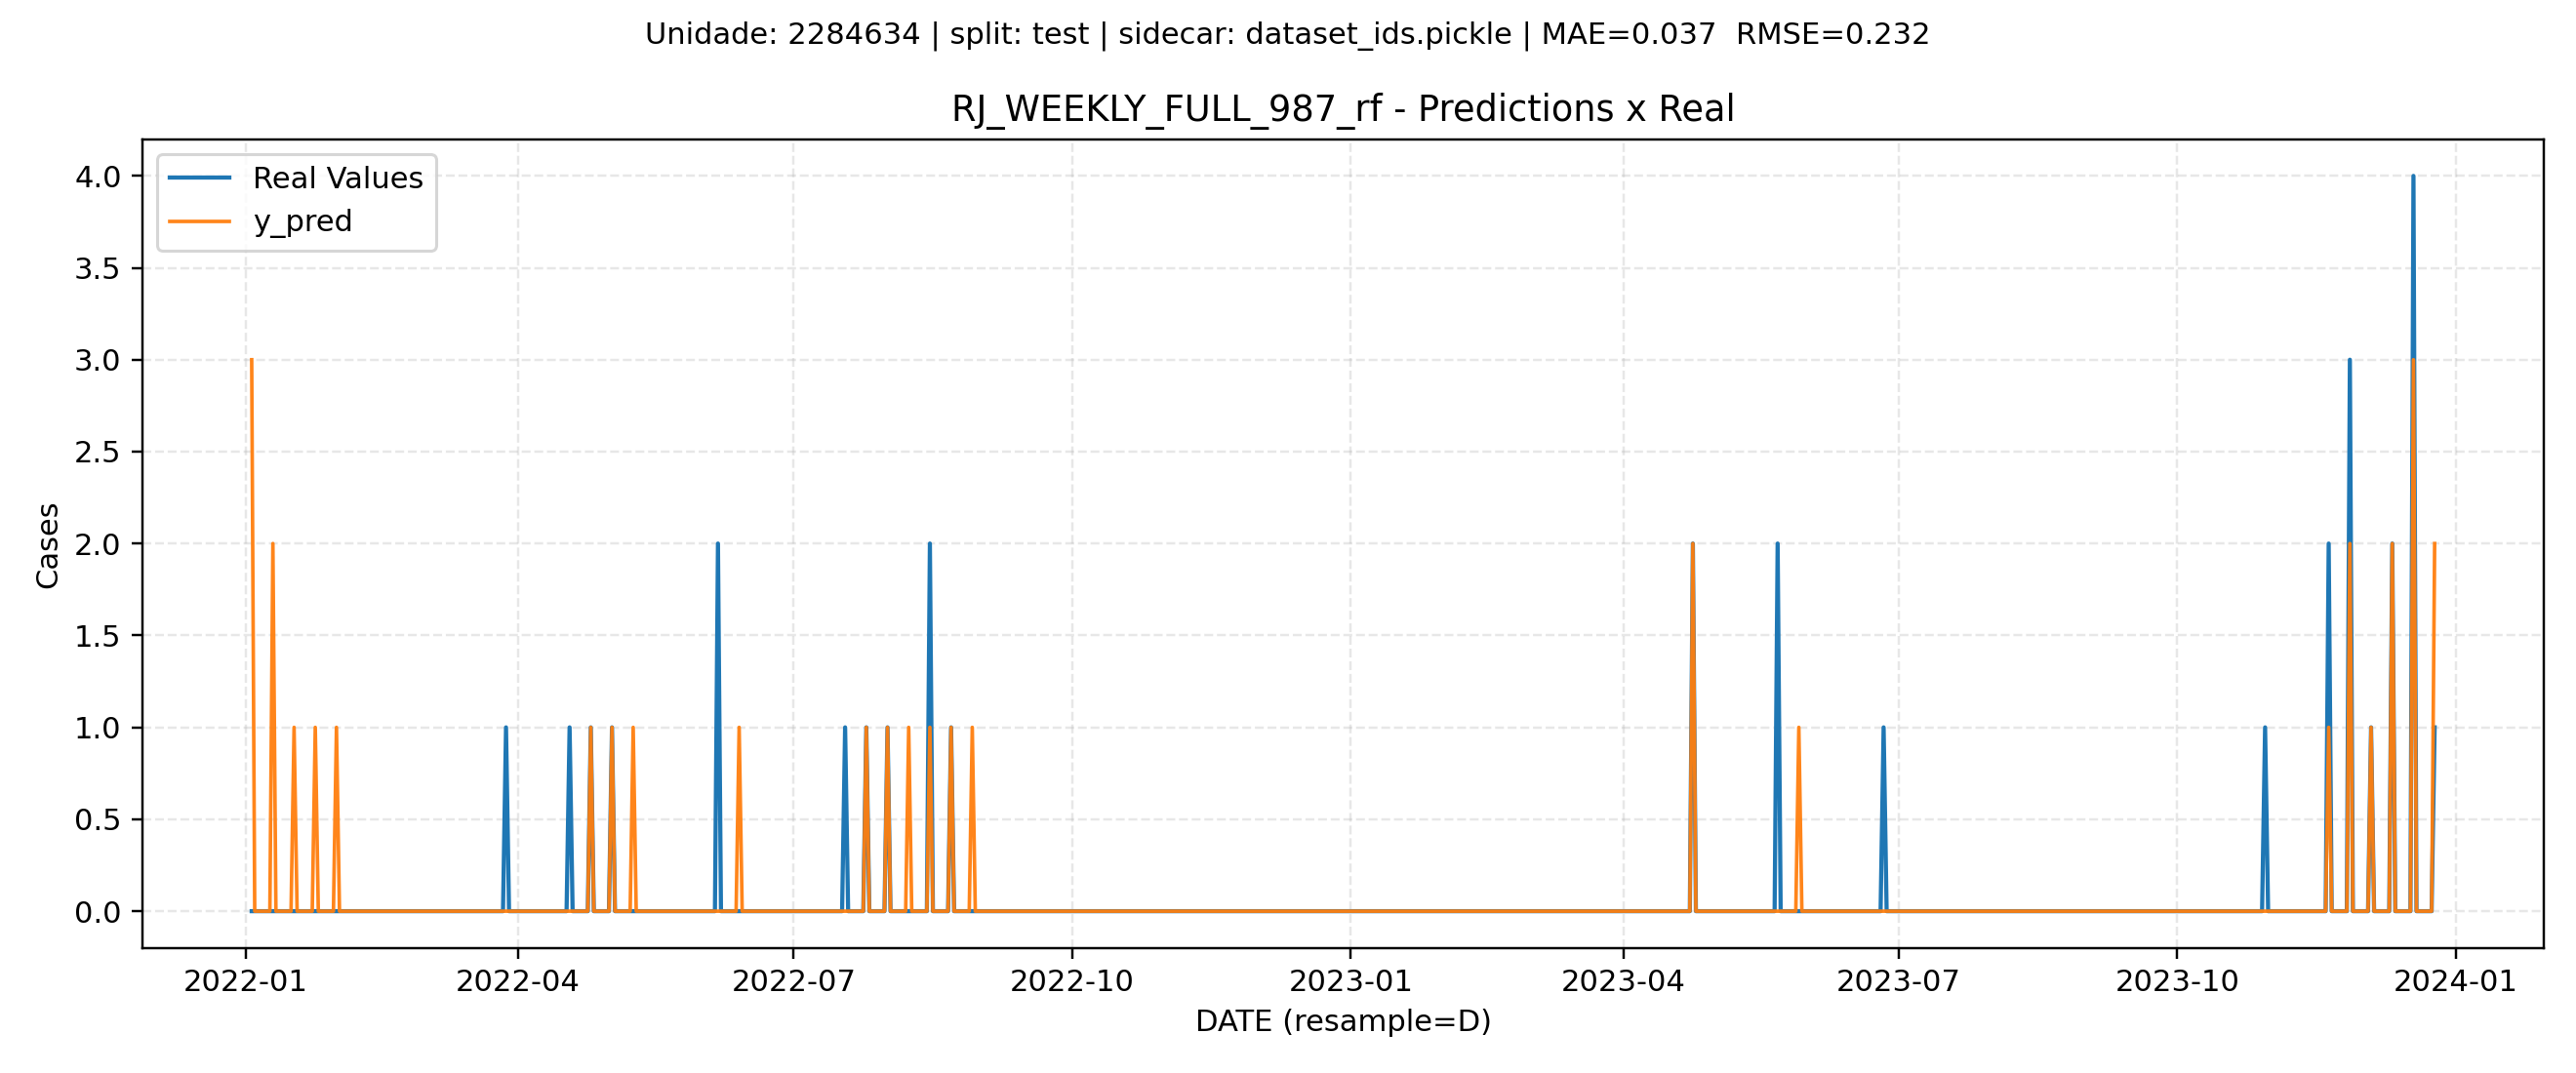 Unidade: 2284634 | split: test | sidecar: dataset_ids.pickle | MAE=0.037  RMSE=0.232
RJ_WEEKLY_FULL_987_rf - Predictions x Real
Real Values
y_pred
4.0
3.5
3.0
2.5
2.0
1.5
1.0
0.5
0.0
Cases
2022-01 2022-04 2022-07 2022-10 2023-01 2023-04 2023-07 2023-10 2024-01
DATE (resample=D)